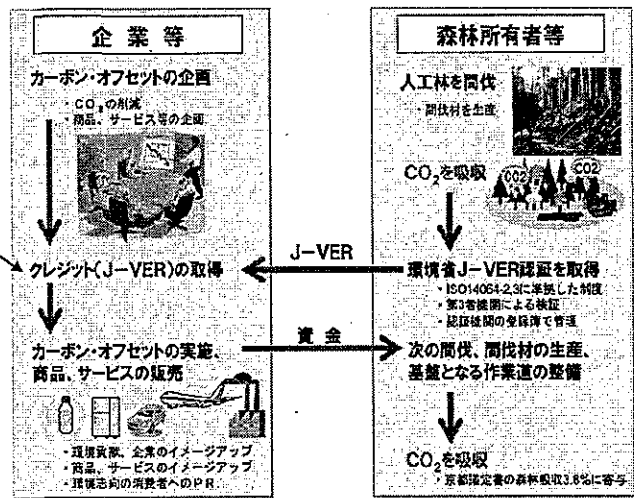 企業等
カーボン・オフセットの企画
・CO2の削減
・商品、サービス等の企画
クレジット(J-VER)の取得
カーボン・オフセットの実施、
商品、サービスの販売
・環境貢献、企業のイメージアップ
・商品、サービスのイメージアップ
・環境志向の消費者へのPR
J-VER
資金
森林所有者等
人工林を間伐
・間伐材を生産
CO2を吸収
CO2
CO2
環境省J-VER認証を取得
・ISO14064-2,3に準拠した制度
・第3者機関による検証
・認証機関の登録簿で管理
次の間伐、間伐材の生産、
基盤となる作業道の整備
CO2を吸収
・京都議定書の森林吸収3.8%に寄与